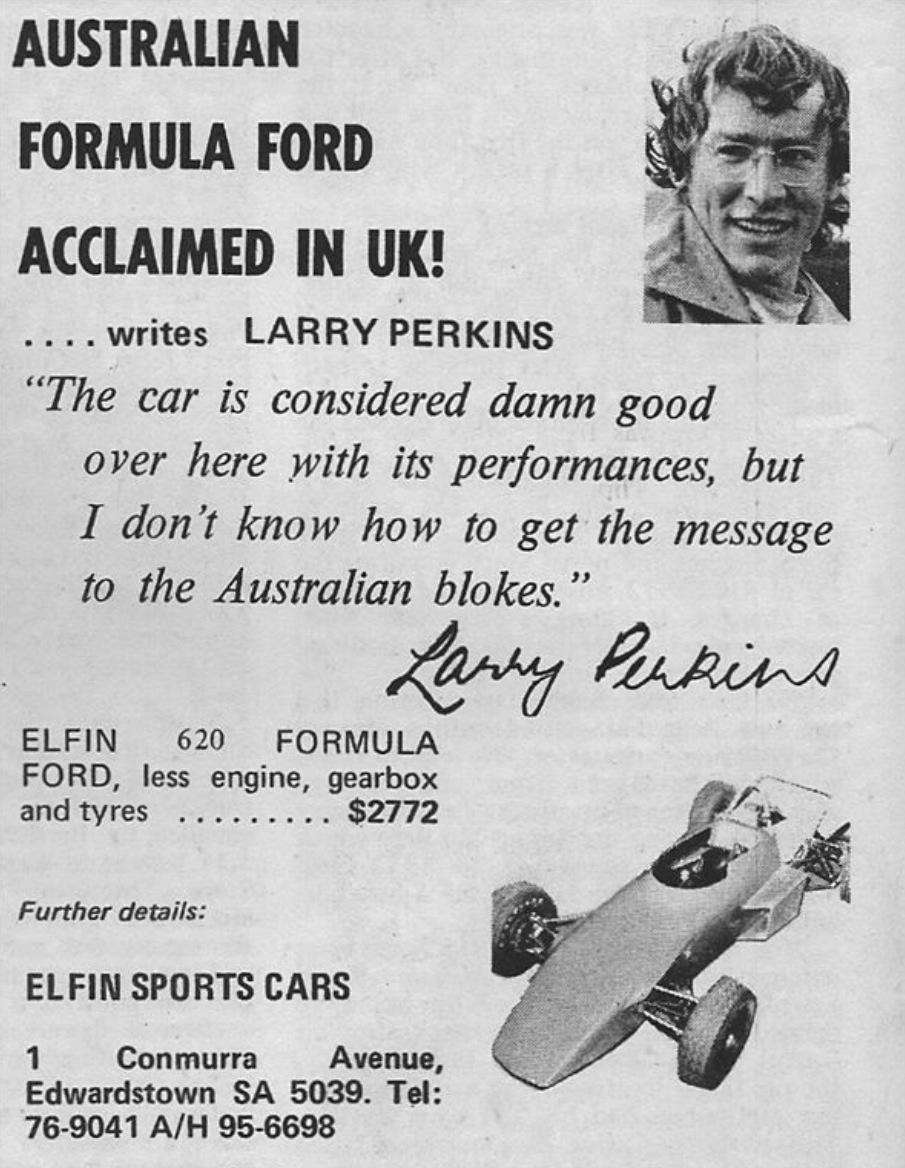 AUSTRALIAN
FORMULA FORD
ACCLAIMED IN UK!
.... writes LARRY PERKINS
“The car is considered damn good
over here with its performances, but
I don't know how to get the message
to the Australian blokes.”
Larry Perkins
ELFIN 620 FORMULA
FORD, less engine, gearbox
and tyres ......... $2772
Further details:
ELFIN SPORTS CARS
1 Conmurra Avenue,
Edwardstown SA 5039. Tel:
76-9041 A/H 95-6698